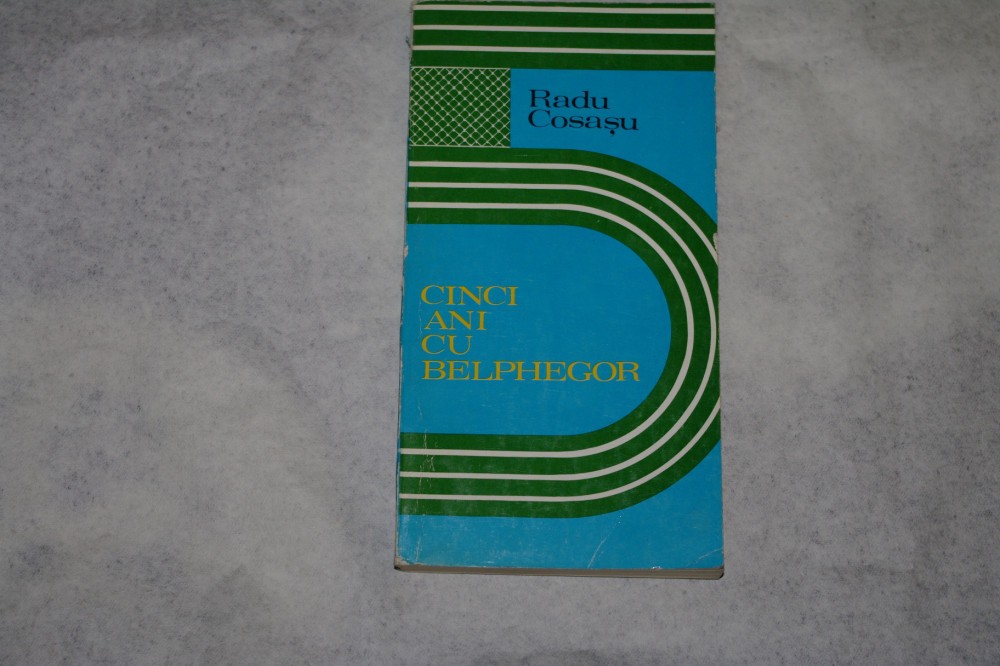 Radu
Cosașu
CINCI
ANI
CU
BELPHEGOR